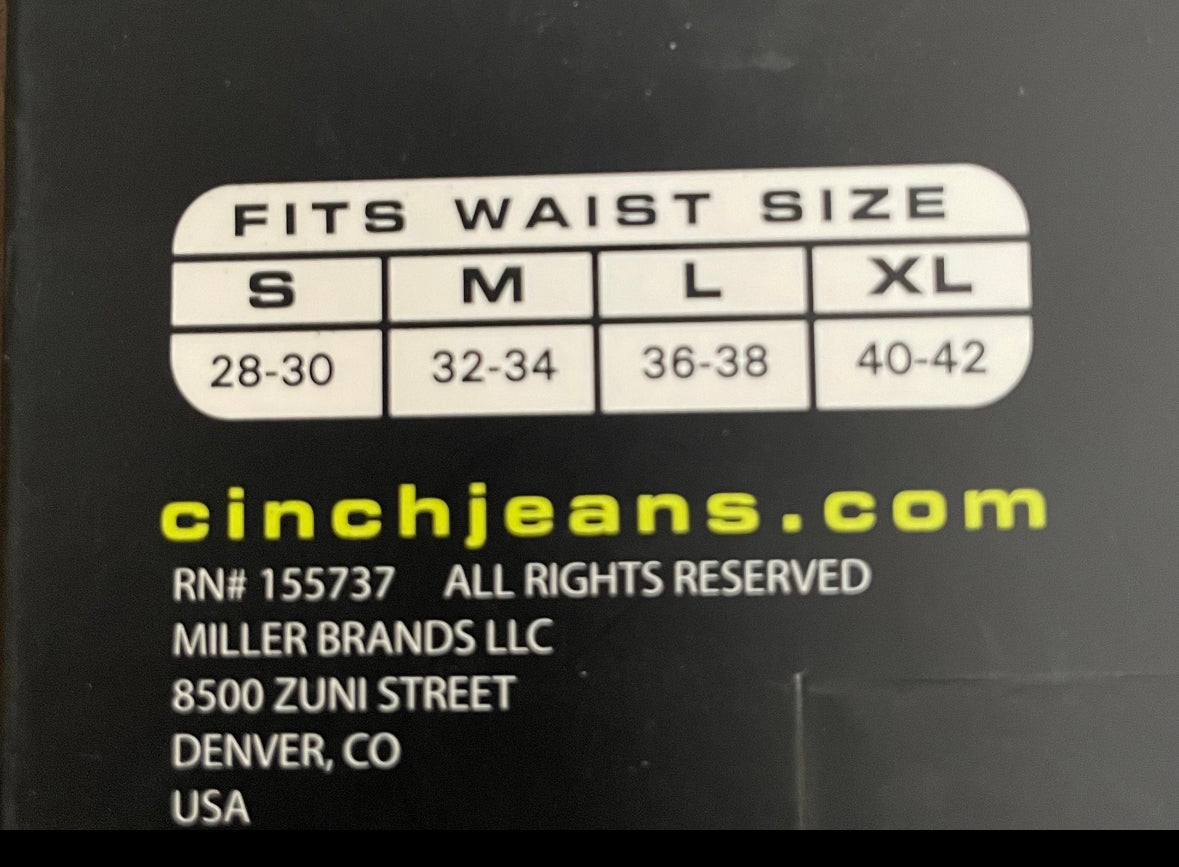 FITS WAIST SIZE
S M L XL
28-30 32-34 36-38 40-42
cinchjeans.com
RN# 155737 ALL RIGHTS RESERVED
MILLER BRANDS LLC
8500 ZUNI STREET
DENVER, CO
USA